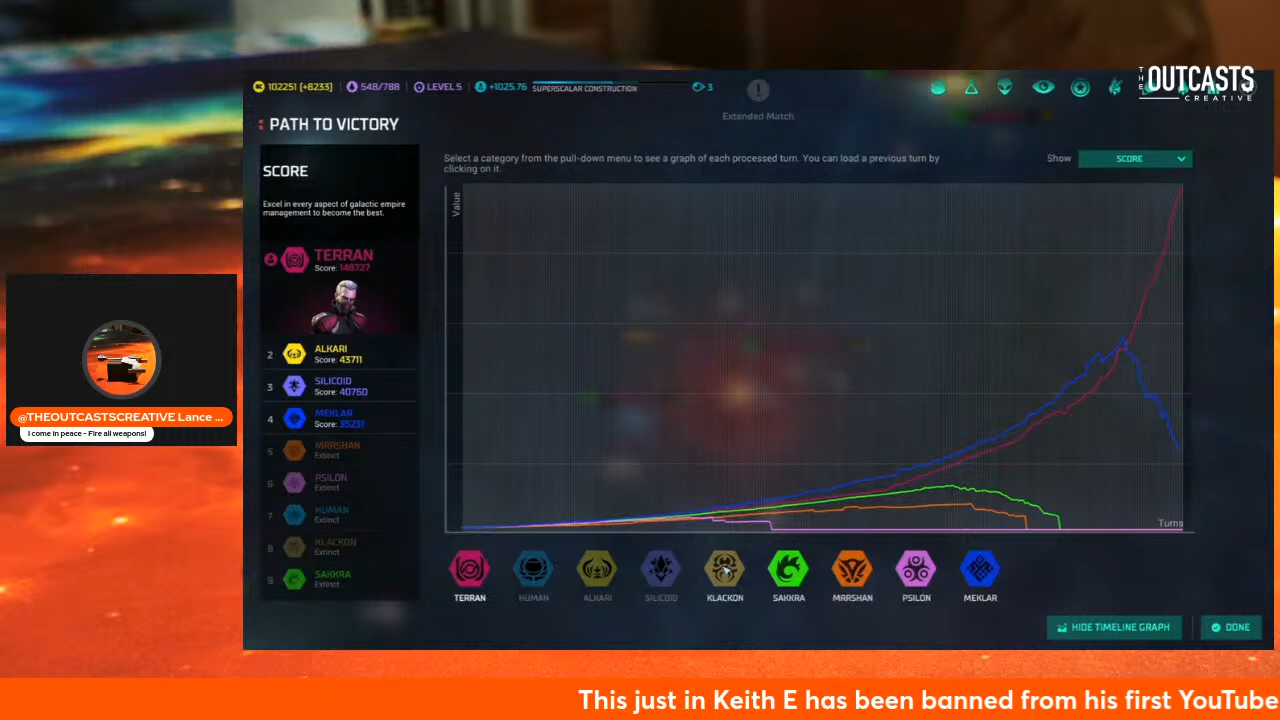 THE
OUTCASTS
CREATIVE
102251 [+8233]
548/788
LEVEL 5
+1025.76
SUPERSCALAR CONSTRUCTION
3
Extended Match
PATH TO VICTORY
SCORE
Excel in every aspect of galactic empire
management to become the best.
TERRAN
Score: 148727
2
ALKARI
Score: 43711
3
SILICOID
Score: 40760
4
MEKLAR
Score: 35231
5
MRRSHAN
Extinct
6
PSILON
Extinct
7
HUMAN
Extinct
8
KLACKON
Extinct
9
SAKKRA
Extinct
Select a category from the pull-down menu to see a graph of each processed turn. You can load a previous turn by
clicking on it.
Show
SCORE
Value
Turns
TERRAN
HUMAN
ALKARI
SILICOID
KLACKON
SAKKRA
MRRSHAN
PSILON
MEKLAR
HIDE TIMELINE GRAPH
DONE
@THEOUTCASTSCREATIVE Lance ...
I come in peace - Fire all weapons!
This just in Keith E has been banned from his first YouTube